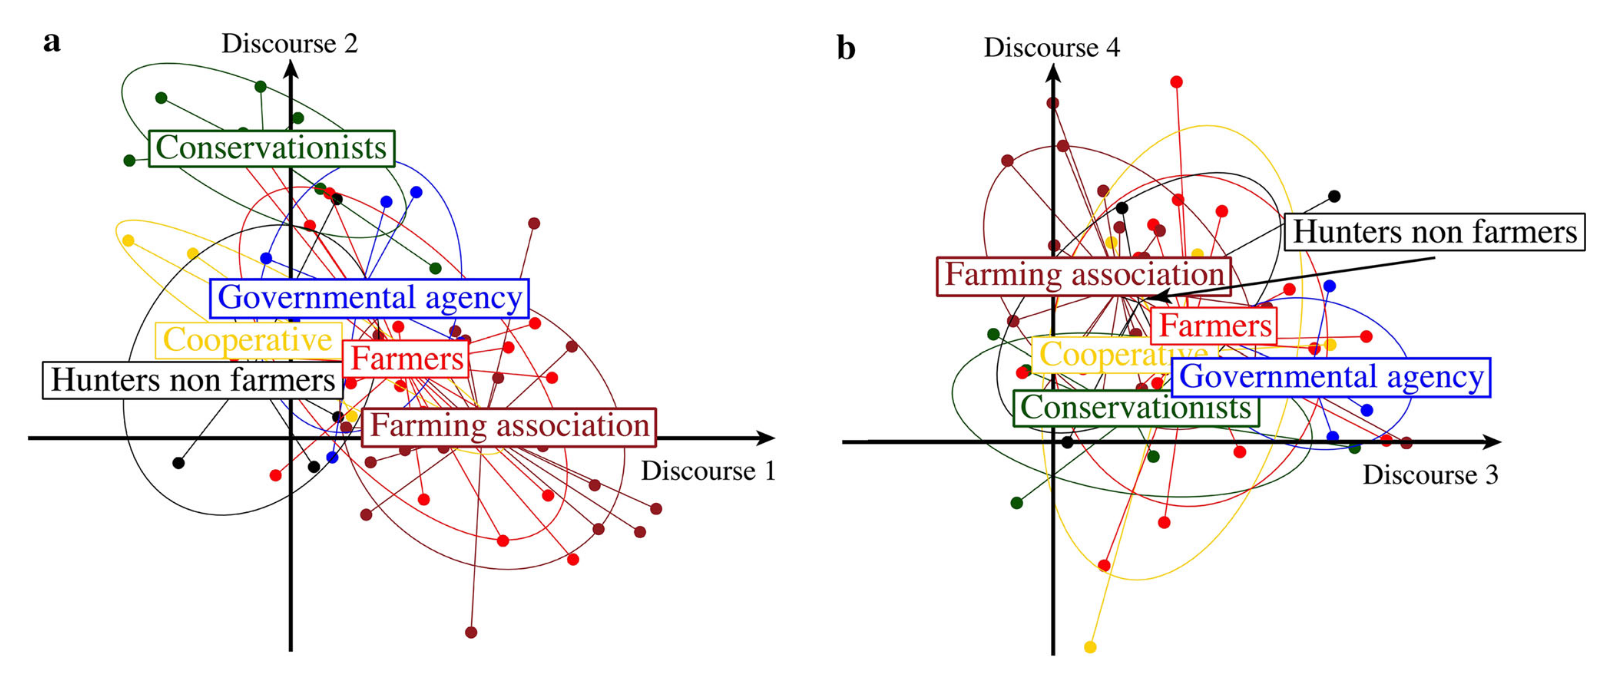 a
Discourse 2
Conservationists
Governmental agency
Cooperative
Farmers
Hunters non farmers
Farming association
Discourse 1
b
Discourse 4
Hunters non farmers
Farming association
Farmers
Cooperative
Governmental agency
Conservationists
Discourse 3